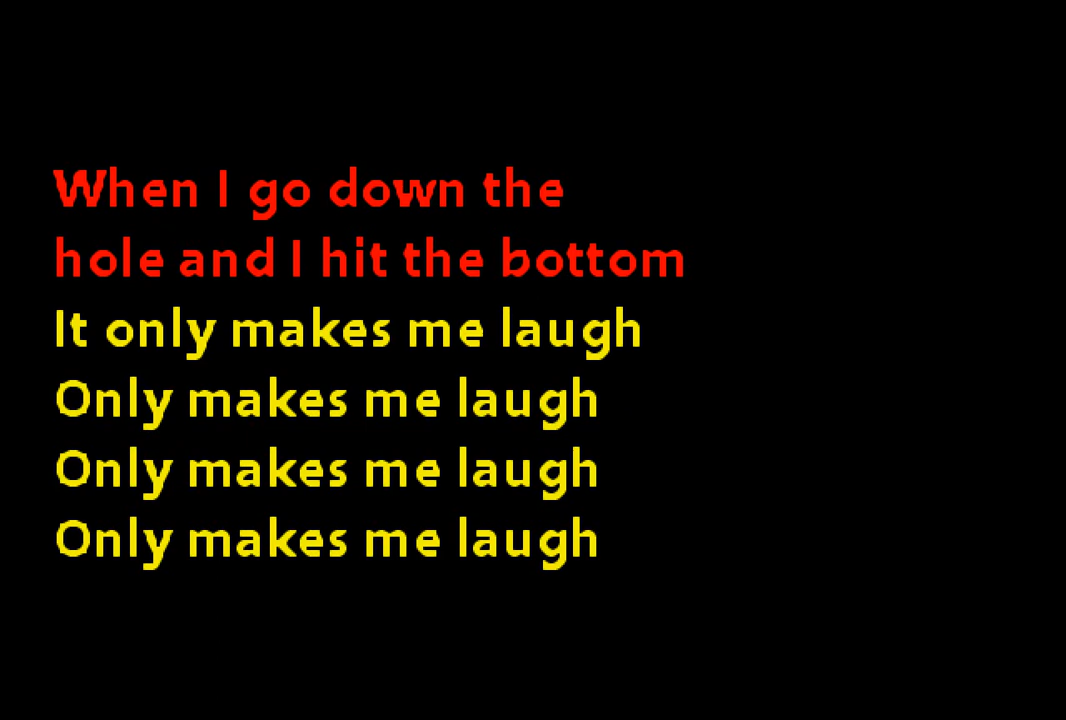 When I go down the
hole and I hit the bottom
It only makes me laugh
Only makes me laugh
Only makes me laugh
Only makes me laugh